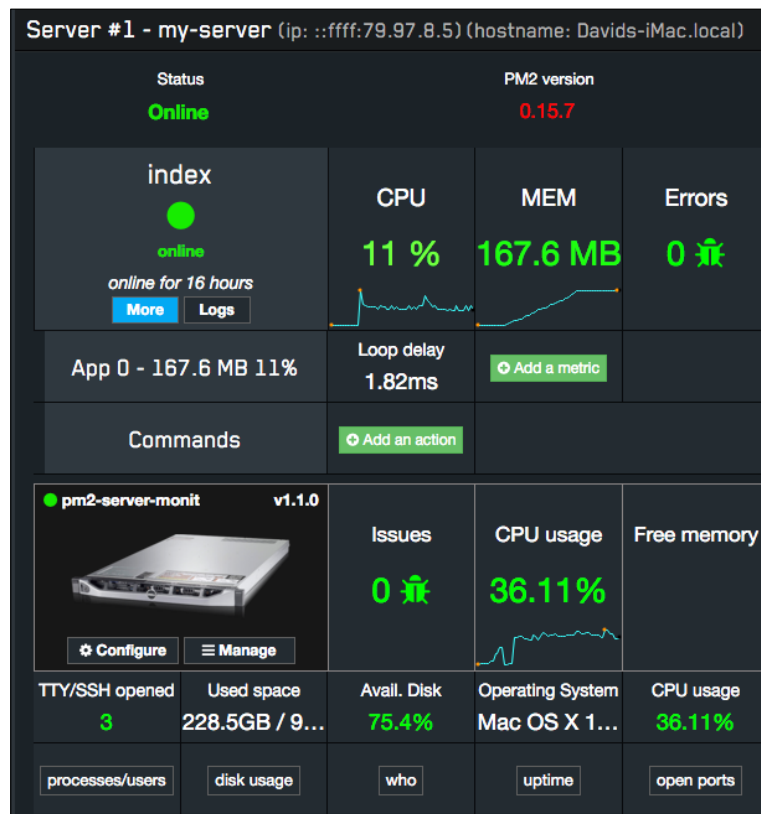 Server #1 - my-server (ip: ::ffff:79.97.8.5) (hostname: Davids-iMac.local)
Status
PM2 version
Online
0.15.7
index
CPU
MEM
Errors
online
11 %
167.6 MB
0
online for 16 hours
More
Logs
App 0 - 167.6 MB 11%
Loop delay
1.82ms
Add a metric
Commands
Add an action
pm2-server-monit
v1.1.0
Issues
CPU usage
Free memory
0
36.11%
Configure
Manage
TTY/SSH opened
Used space
Avail. Disk
Operating System
CPU usage
3
228.5GB / 9...
75.4%
Mac OS X 1...
36.11%
processes/users
disk usage
who
uptime
open ports